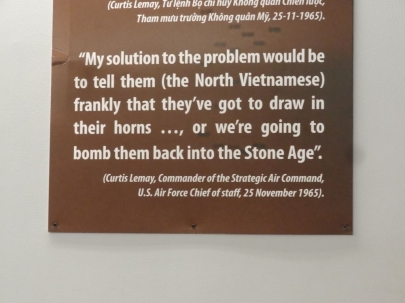 (Curtis Lemay, Tư lệnh Bộ chỉ huy Không quân Chiến lược,
Tham mưu trưởng Không quân Mỹ, 25-11-1965).
“My solution to the problem would be
to tell them (the North Vietnamese)
frankly that they’ve got to draw in
their horns ..., or we’re going to
bomb them back into the Stone Age”.
(Curtis Lemay, Commander of the Strategic Air Command,
U.S. Air Force Chief of staff, 25 November 1965).